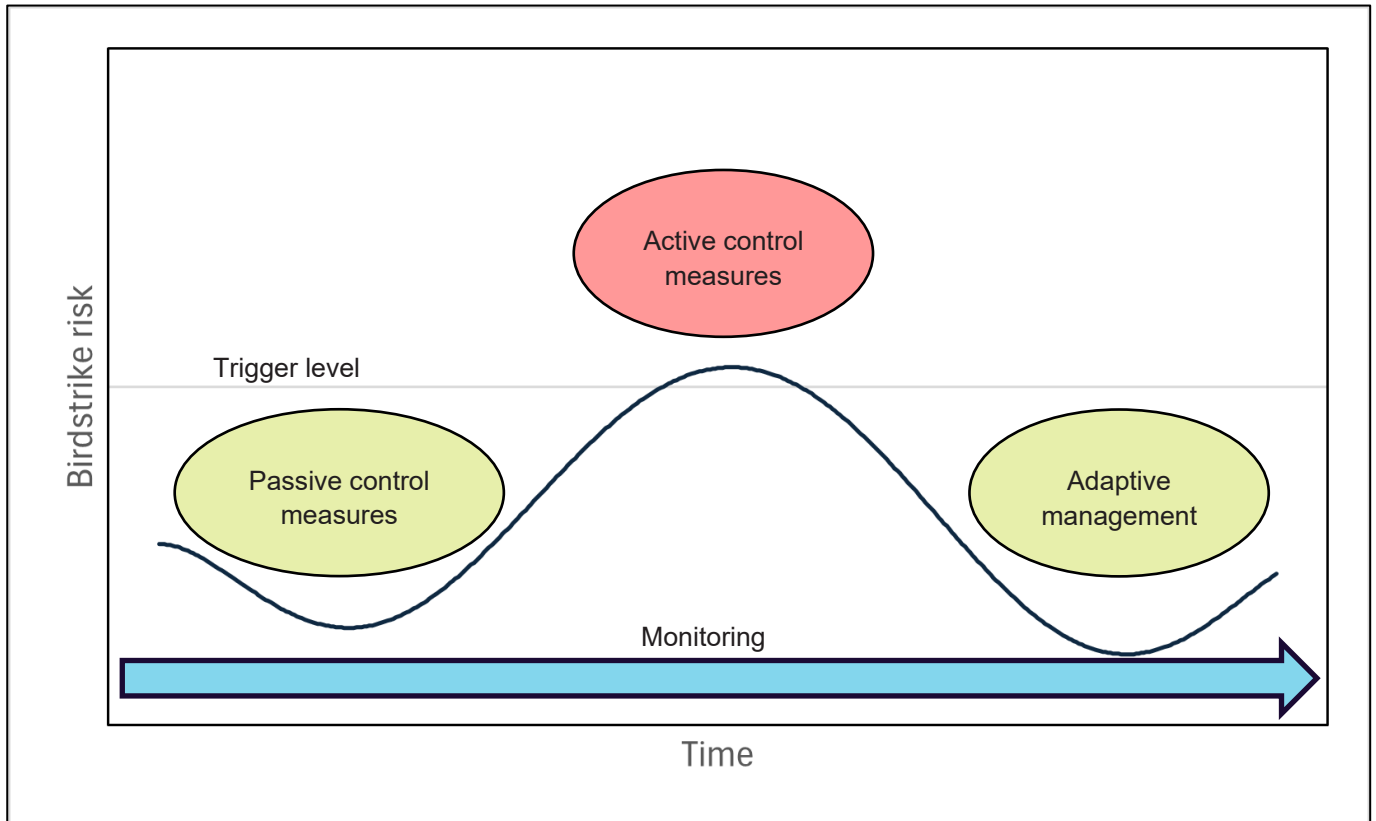 Active control
measures
Birdstrike risk
Trigger level
Passive control
measures
Adaptive
management
Monitoring
Time